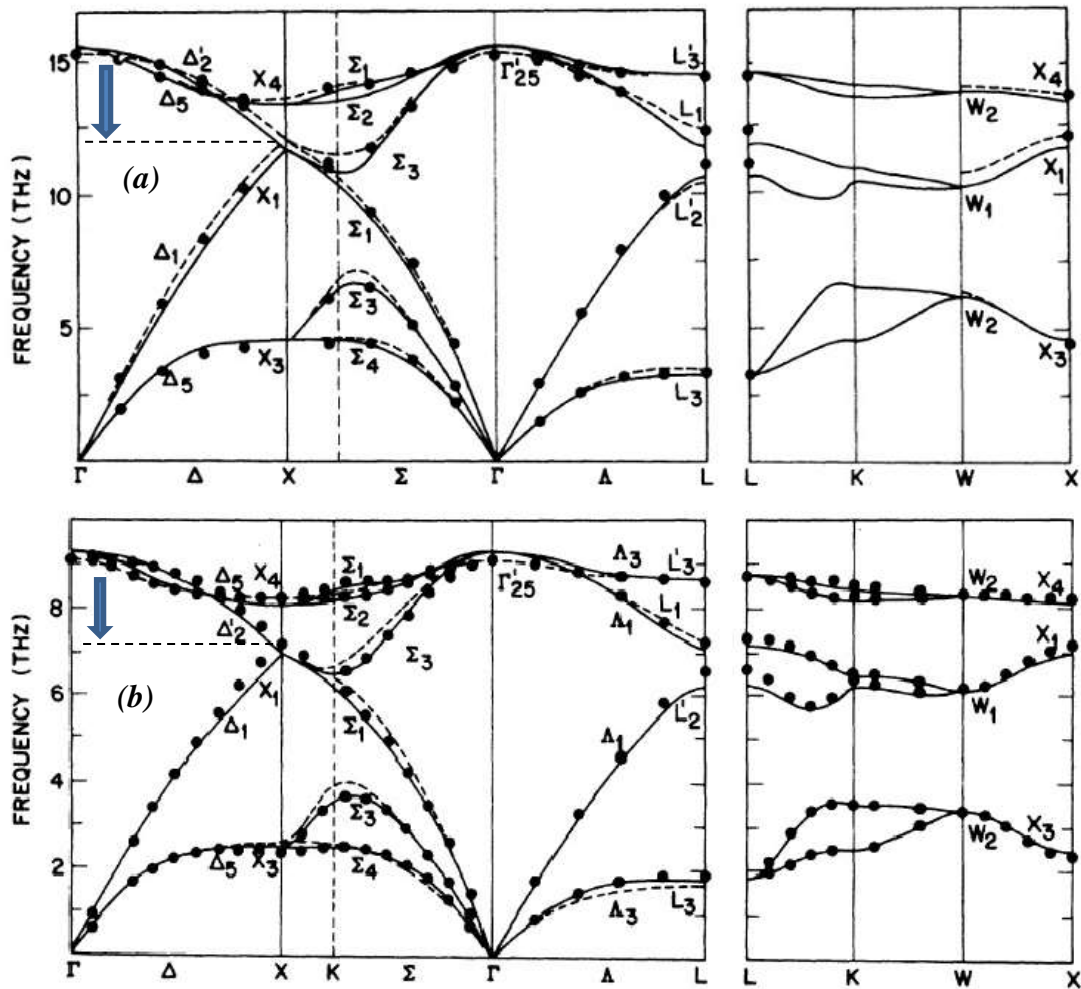 FREQUENCY (THZ)
15
10
5
(a)
Δ'2
Δ5
X4
Σ1
Σ2
Σ3
Γ'25
L'3
L1
X1
Δ1
Σ1
L'2
Σ3
X3
Δ5
Σ4
L3
Γ Δ X Σ Γ Λ L
X4
W2
X1
W1
W2
X3
L K W X
FREQUENCY (THZ)
8
6
4
2
(b)
Δ5
X4
Σ1
Σ2
Δ'2
Σ3
Γ'25
Λ3
L'3
L1
Λ1
X1
Δ1
Σ1
Λ1
L'2
Σ3
Δ5
X3
Σ4
Λ3
L3
Γ Δ X K Σ Γ Λ L
W2
X4
X1
W1
W2
X3
L K W X